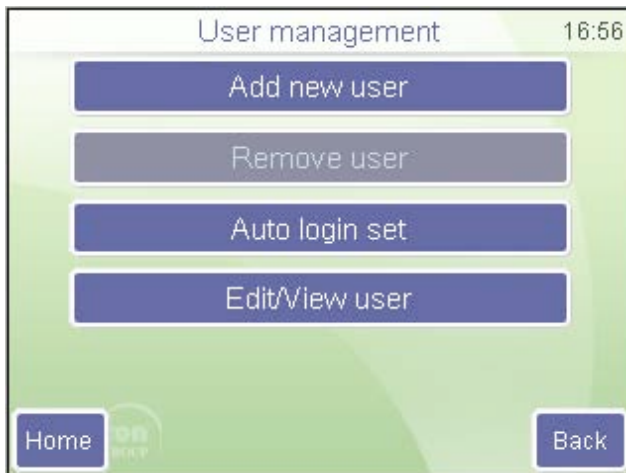 User management 16:56
Add new user
Remove user
Auto login set
Edit/View user
Home
Back